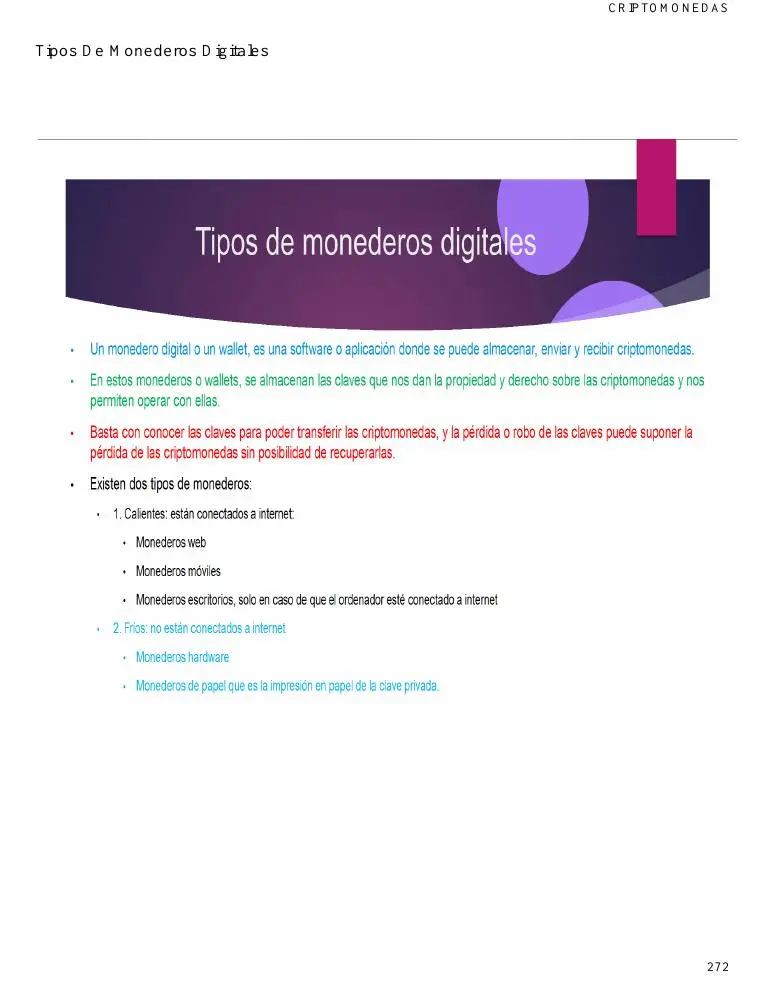 CRIPTOMONEDAS
Tipos De Monederos Digitales
Tipos de monederos digitales
• Un monedero digital o un wallet, es una software o aplicación donde se puede almacenar, enviar y recibir criptomonedas.
• En estos monederos o wallets, se almacenan las claves que nos dan la propiedad y derecho sobre las criptomonedas y nos
permiten operar con ellas.
• Basta con conocer las claves para poder transferir las criptomonedas, y la pérdida o robo de las claves puede suponer la
pérdida de las criptomonedas sin posibilidad de recuperarlas.
• Existen dos tipos de monederos:
• 1. Calientes: están conectados a internet:
• Monederos web
• Monederos móviles
• Monederos escritorios, solo en caso de que el ordenador esté conectado a internet
• 2. Fríos: no están conectados a internet
• Monederos hardware
• Monederos de papel que es la impresión en papel de la clave privada.
272